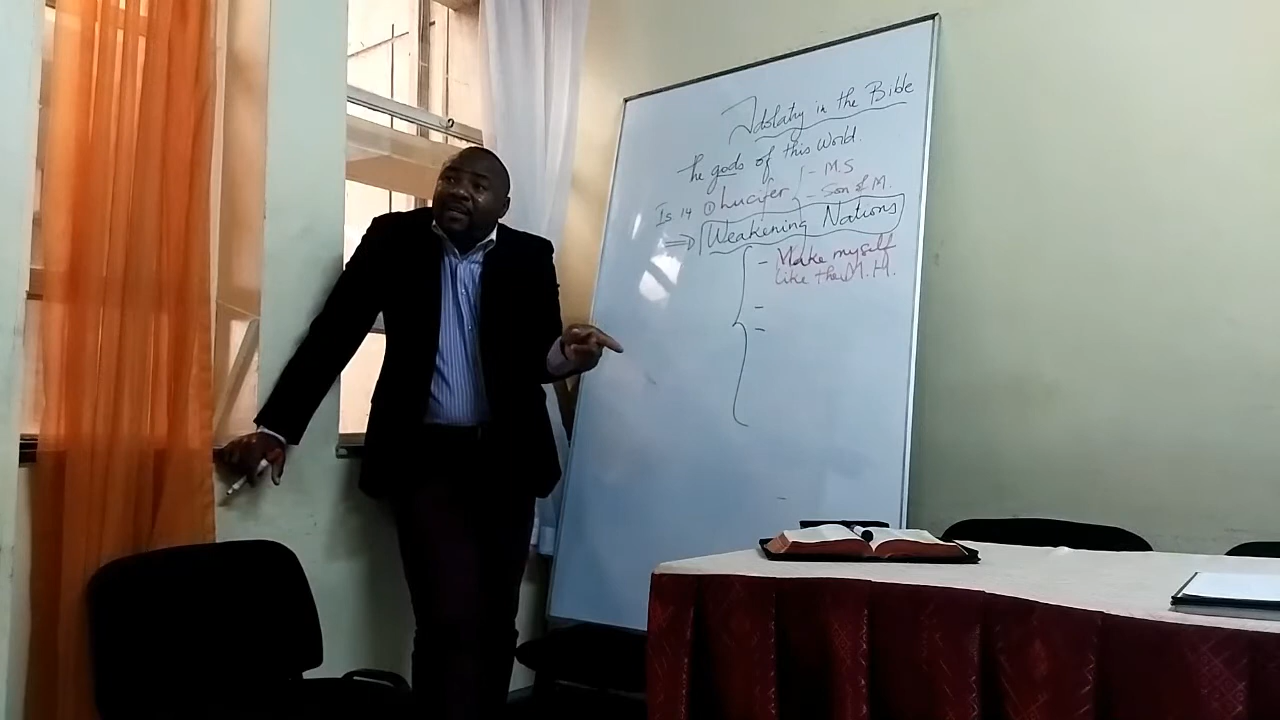 Idolatry in the Bible
The gods of this World.
Is 14 ① Lucifer { - M.S
- Son of M.
⇒ Weakening Nations
- Make myself
like the M.H.
-
-